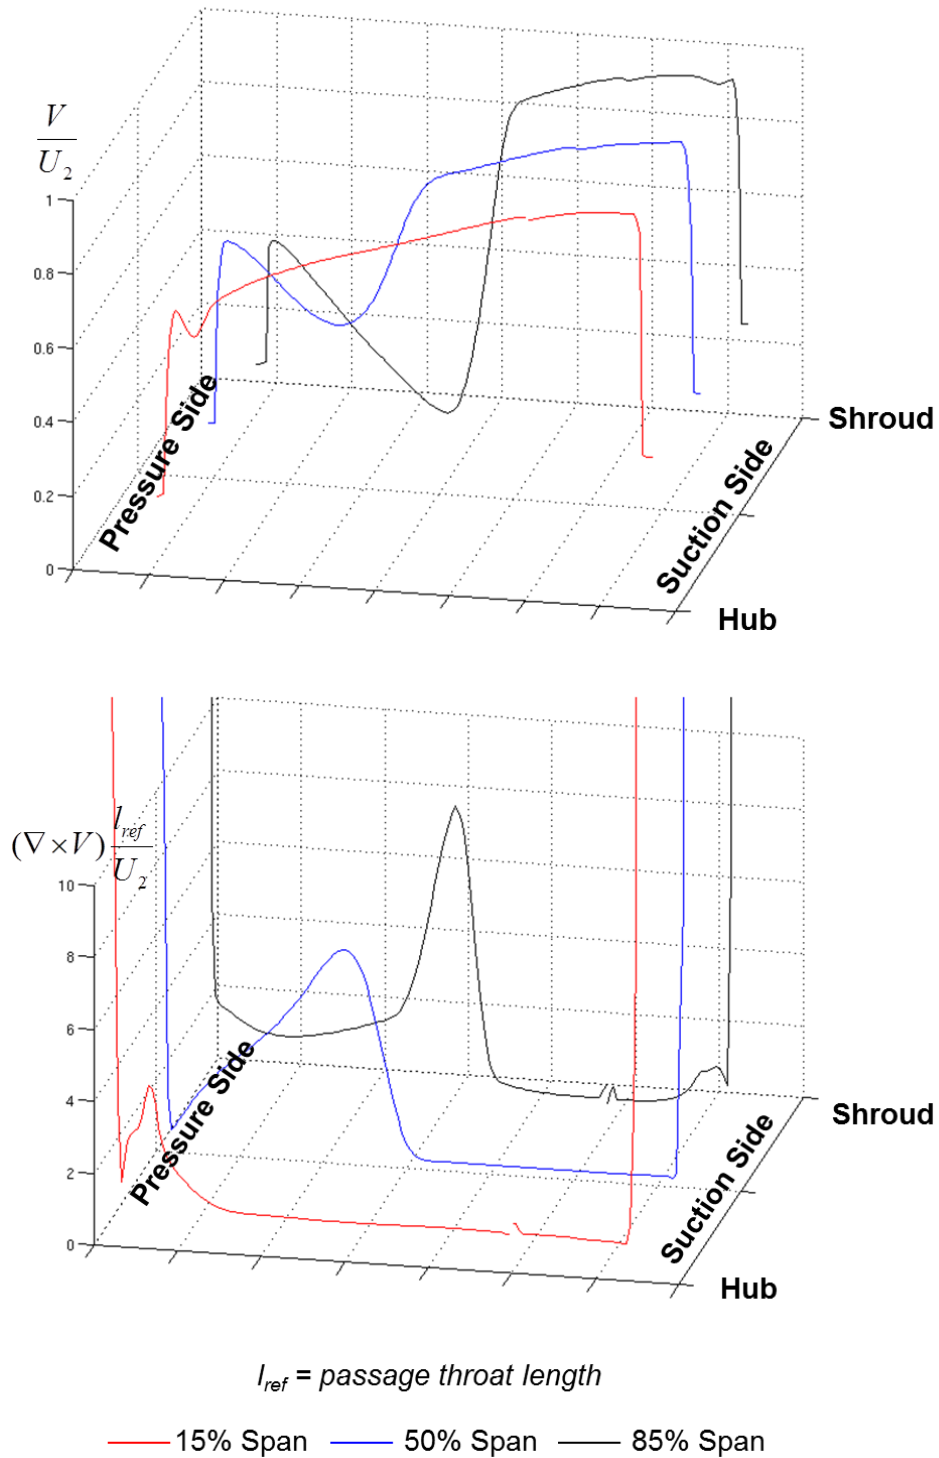 V
U2
1
0.8
0.6
0.4
0.2
0
Pressure Side
Suction Side
Shroud
Hub
(∇×V) lref
U2
10
8
6
4
2
0
Pressure Side
Suction Side
Shroud
Hub
lref = passage throat length
15% Span 50% Span 85% Span